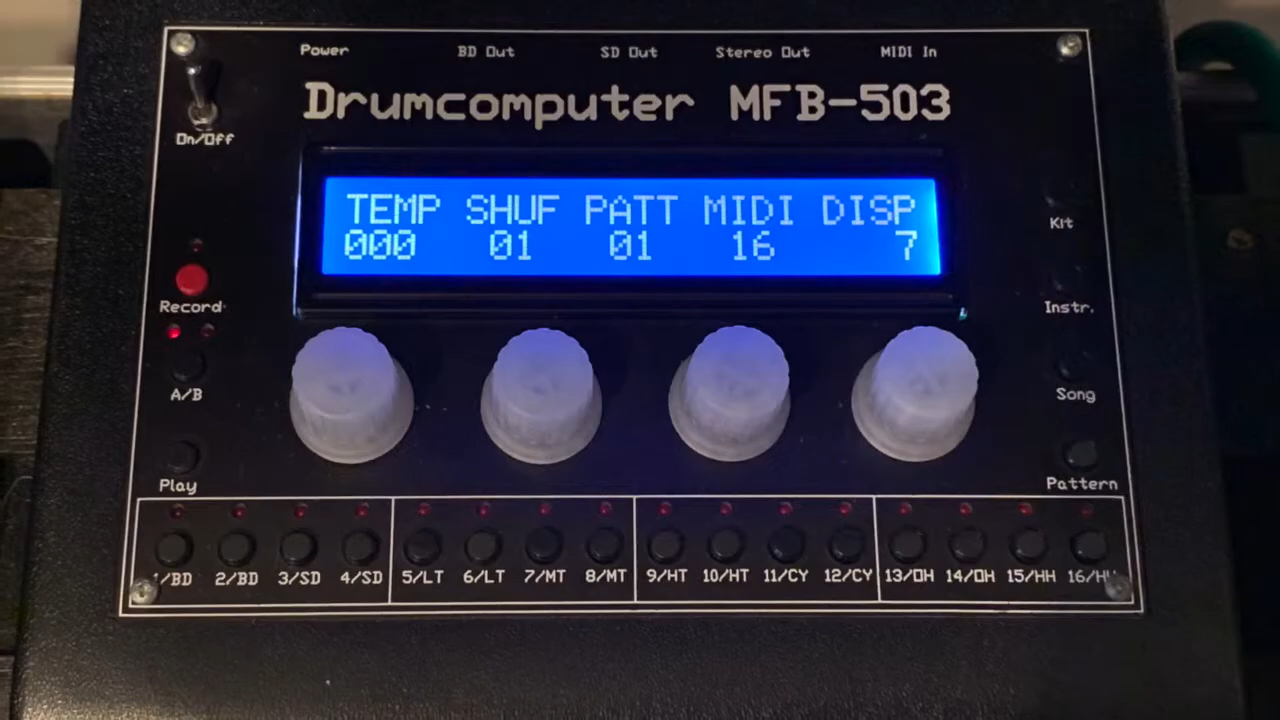 Power BD Out SD Out Stereo Out MIDI In
Drumcomputer MFB-503
On/Off
TEMP SHUF PATT MIDI DISP
000 01 01 16 7
Kit
Record
Instr.
A/B
Song
Play
Pattern
1/BD 2/BD 3/SD 4/SD 5/LT 6/LT 7/MT 8/MT 9/HT 10/HT 11/CY 12/CY 13/OH 14/OH 15/HH